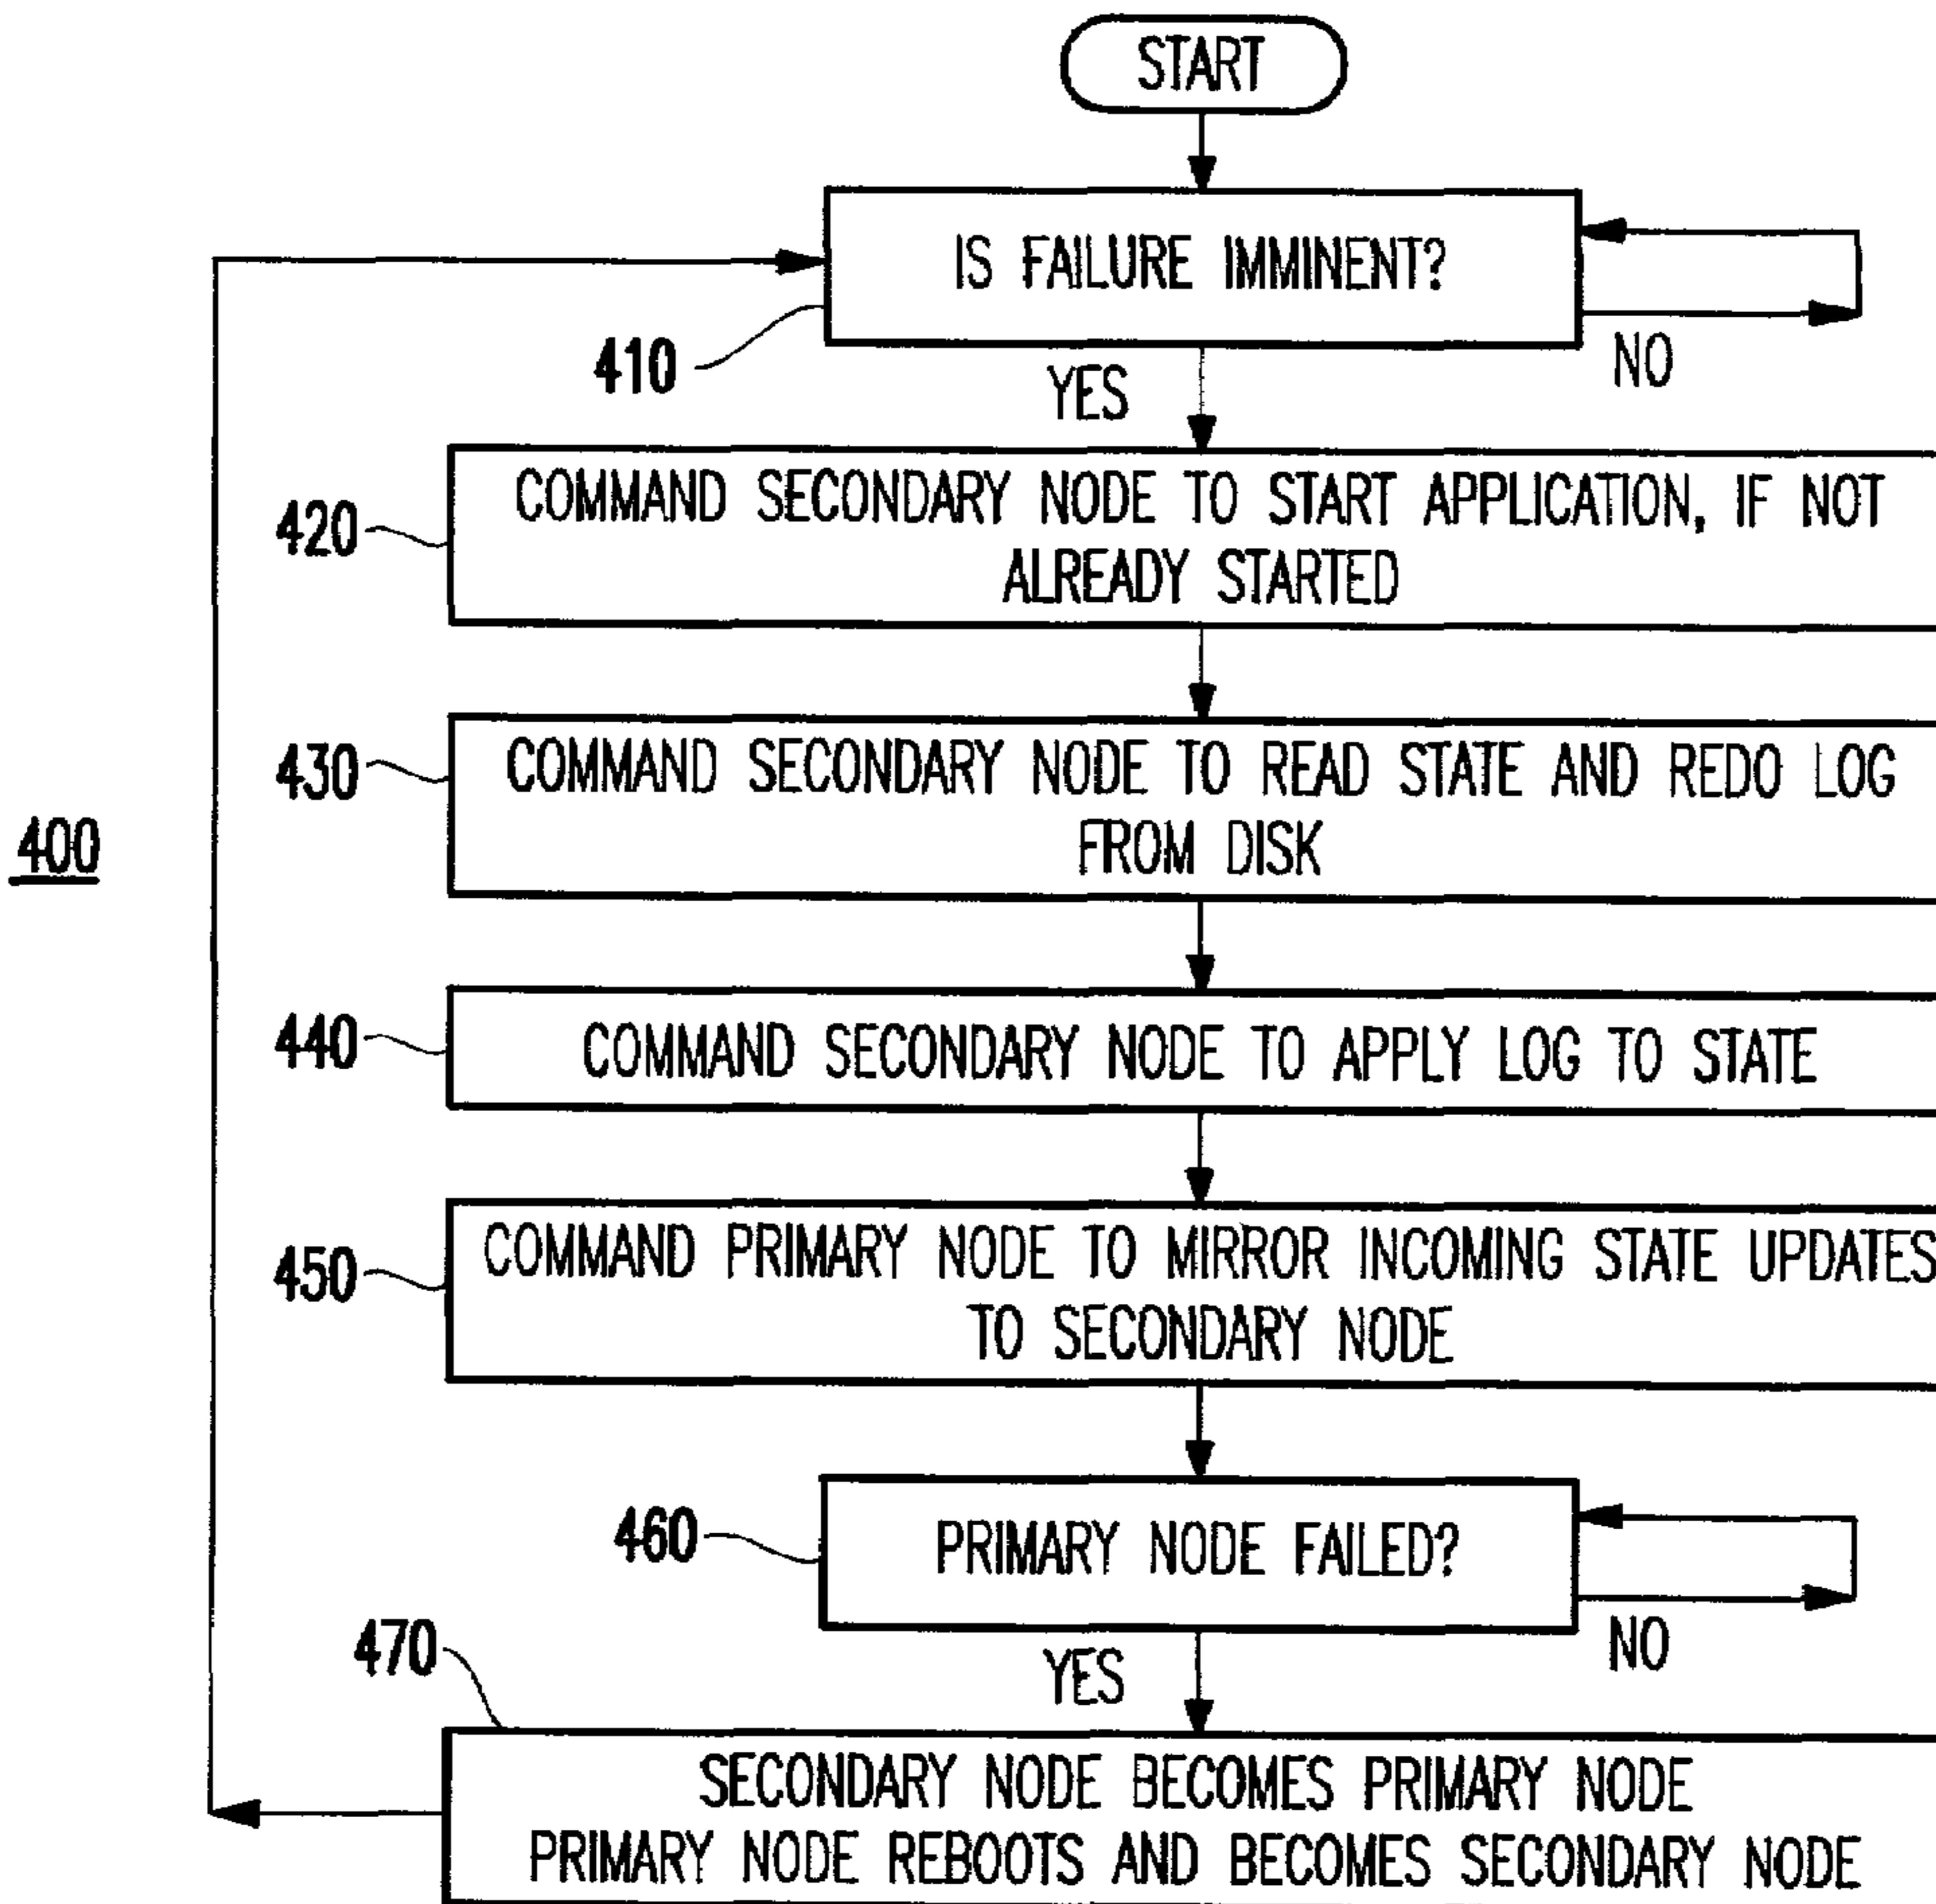 START
IS FAILURE IMMINENT?
410
YES
NO
COMMAND SECONDARY NODE TO START APPLICATION, IF NOT
ALREADY STARTED
420
COMMAND SECONDARY NODE TO READ STATE AND REDO LOG
FROM DISK
430
400
COMMAND SECONDARY NODE TO APPLY LOG TO STATE
440
COMMAND PRIMARY NODE TO MIRROR INCOMING STATE UPDATES
TO SECONDARY NODE
450
PRIMARY NODE FAILED?
460
YES
NO
470
SECONDARY NODE BECOMES PRIMARY NODE
PRIMARY NODE REBOOTS AND BECOMES SECONDARY NODE